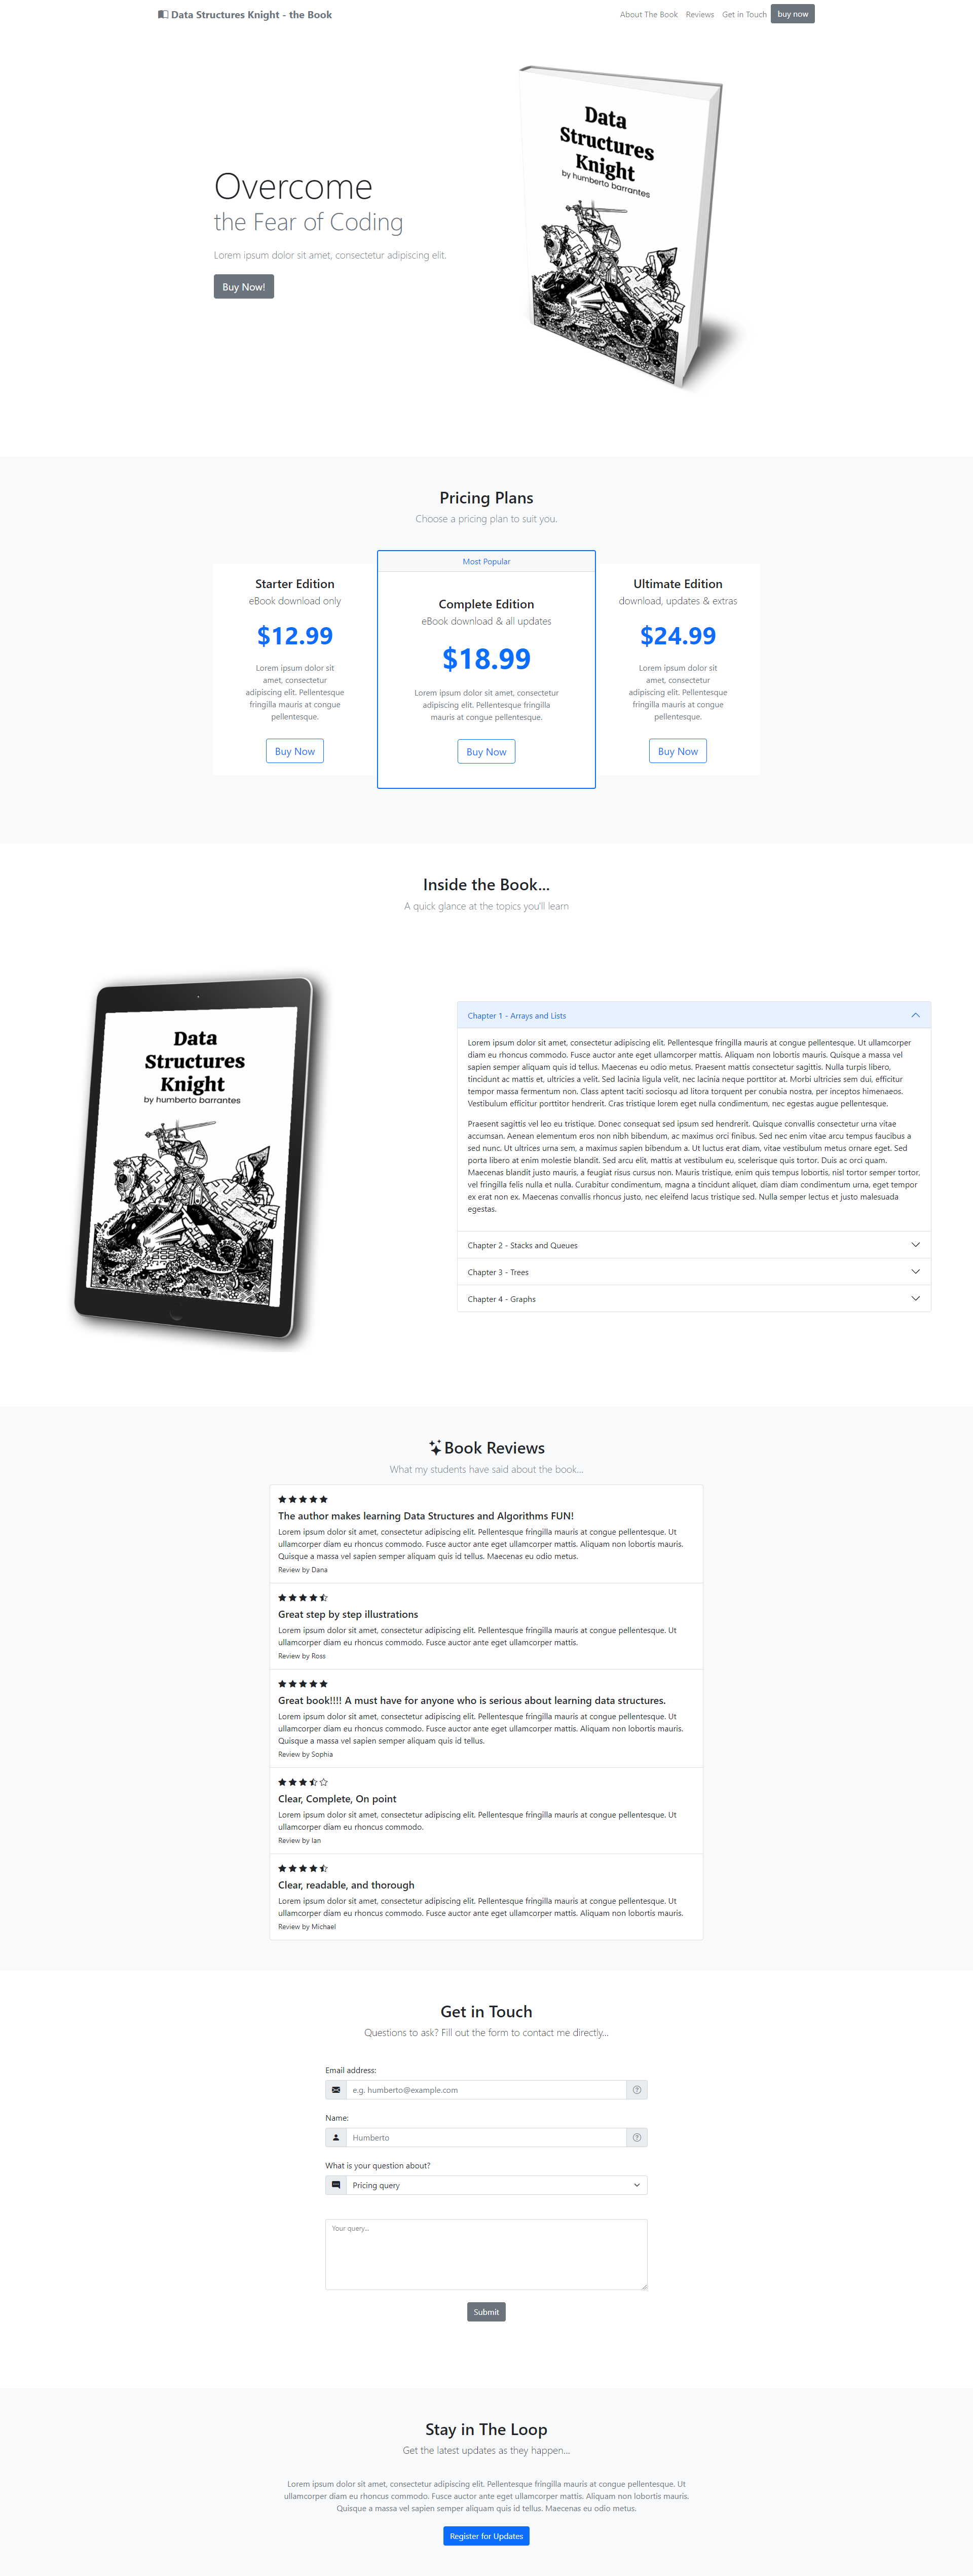 Data Structures Knight - the Book
About The Book
Reviews
Get in Touch
buy now
Overcome
the Fear of Coding
Lorem ipsum dolor sit amet, consectetur adipiscing elit.
Buy Now!
Data
Structures
Knight
by humberto barrantes
Pricing Plans
Choose a pricing plan to suit you.
Starter Edition
eBook download only
$12.99
Lorem ipsum dolor sit
amet, consectetur
adipiscing elit. Pellentesque
fringilla mauris at congue
pellentesque.
Buy Now
Most Popular
Complete Edition
eBook download & all updates
$18.99
Lorem ipsum dolor sit amet, consectetur
adipiscing elit. Pellentesque fringilla
mauris at congue pellentesque.
Buy Now
Ultimate Edition
download, updates & extras
$24.99
Lorem ipsum dolor sit
amet, consectetur
adipiscing elit. Pellentesque
fringilla mauris at congue
pellentesque.
Buy Now
Inside the Book...
A quick glance at the topics you'll learn
Data
Structures
Knight
by humberto barrantes
Chapter 1 - Arrays and Lists
Lorem ipsum dolor sit amet, consectetur adipiscing elit. Pellentesque fringilla mauris at congue pellentesque. Ut ullamcorper
diam eu rhoncus commodo. Fusce auctor ante eget ullamcorper mattis. Aliquam non lobortis mauris. Quisque a massa vel
sapien semper aliquam quis id tellus. Maecenas eu odio metus. Praesent mattis consectetur sagittis. Nulla turpis libero,
tincidunt ac mattis et, ultricies a velit. Sed lacinia ligula velit, nec lacinia neque porttitor at. Morbi ultricies sem dui, efficitur
tempor massa fermentum non. Class aptent taciti sociosqu ad litora torquent per conubia nostra, per inceptos himenaeos.
Vestibulum efficitur porttitor hendrerit. Cras tristique lorem eget nulla condimentum, nec egestas augue pellentesque.
Praesent sagittis vel leo eu tristique. Donec consequat sed ipsum sed hendrerit. Quisque convallis consectetur urna vitae
accumsan. Aenean elementum eros non nibh bibendum, ac maximus orci finibus. Sed nec enim vitae arcu tempus faucibus a
sed nunc. Ut ultrices urna sem, a maximus sapien bibendum a. Ut luctus erat diam, vitae vestibulum metus ornare eget. Sed
porta libero at enim molestie blandit. Sed arcu elit, mattis at vestibulum eu, scelerisque quis tortor. Duis ac orci quam.
Maecenas blandit justo mauris, a feugiat risus cursus non. Mauris tristique, enim quis tempus lobortis, nisl tortor semper tortor,
vel fringilla felis nulla et nulla. Curabitur condimentum, magna a tincidunt aliquet, diam diam condimentum urna, eget tempor
ex erat non ex. Maecenas convallis rhoncus justo, nec eleifend lacus tristique sed. Nulla semper lectus et justo malesuada
egestas.
Chapter 2 - Stacks and Queues
Chapter 3 - Trees
Chapter 4 - Graphs
Book Reviews
What my students have said about the book...
The author makes learning Data Structures and Algorithms FUN!
Lorem ipsum dolor sit amet, consectetur adipiscing elit. Pellentesque fringilla mauris at congue pellentesque. Ut
ullamcorper diam eu rhoncus commodo. Fusce auctor ante eget ullamcorper mattis. Aliquam non lobortis mauris.
Quisque a massa vel sapien semper aliquam quis id tellus. Maecenas eu odio metus.
Review by Dana
Great step by step illustrations
Lorem ipsum dolor sit amet, consectetur adipiscing elit. Pellentesque fringilla mauris at congue pellentesque. Ut
ullamcorper diam eu rhoncus commodo. Fusce auctor ante eget ullamcorper mattis.
Review by Ross
Great book!!!! A must have for anyone who is serious about learning data structures.
Lorem ipsum dolor sit amet, consectetur adipiscing elit. Pellentesque fringilla mauris at congue pellentesque. Ut
ullamcorper diam eu rhoncus commodo. Fusce auctor ante eget ullamcorper mattis. Aliquam non lobortis mauris.
Quisque a massa vel sapien semper aliquam quis id tellus.
Review by Sophia
Clear, Complete, On point
Lorem ipsum dolor sit amet, consectetur adipiscing elit. Pellentesque fringilla mauris at congue pellentesque. Ut
ullamcorper diam eu rhoncus commodo.
Review by Ian
Clear, readable, and thorough
Lorem ipsum dolor sit amet, consectetur adipiscing elit. Pellentesque fringilla mauris at congue pellentesque. Ut
ullamcorper diam eu rhoncus commodo. Fusce auctor ante eget ullamcorper mattis. Aliquam non lobortis mauris.
Review by Michael
Get in Touch
Questions to ask? Fill out the form to contact me directly...
Email address:
e.g. humberto@example.com
Name:
Humberto
What is your question about?
Pricing query
Your query...
Submit
Stay in The Loop
Get the latest updates as they happen...
Lorem ipsum dolor sit amet, consectetur adipiscing elit. Pellentesque fringilla mauris at congue pellentesque. Ut
ullamcorper diam eu rhoncus commodo. Fusce auctor ante eget ullamcorper mattis. Aliquam non lobortis mauris.
Quisque a massa vel sapien semper aliquam quis id tellus. Maecenas eu odio metus.
Register for Updates